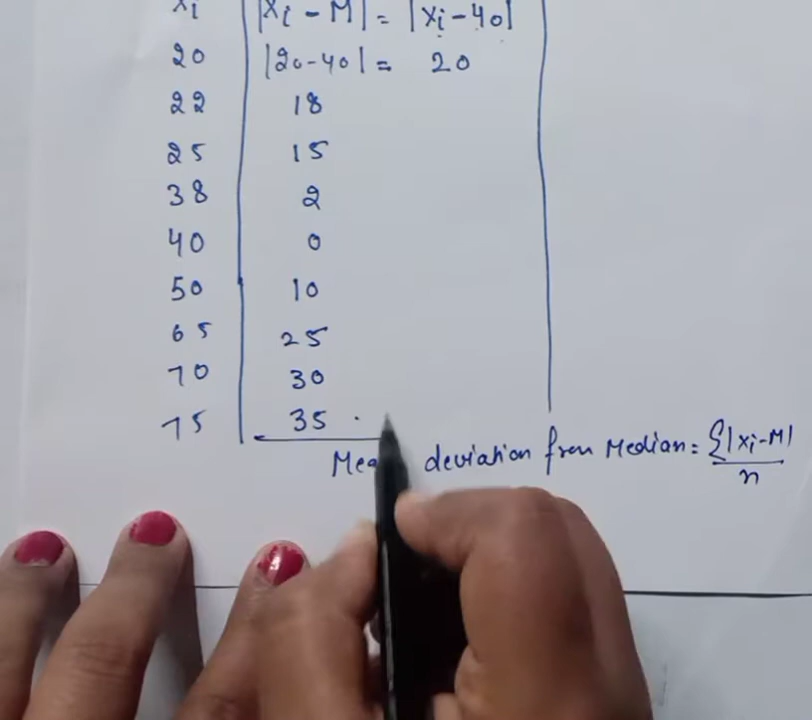 xi |xi - M| = |xi - 40|
20 |20-40| = 20
22 18
25 15
38 2
40 0
50 10
65 25
70 30
75 35 .
Mean deviation from Median = Σ|xi-M| / n